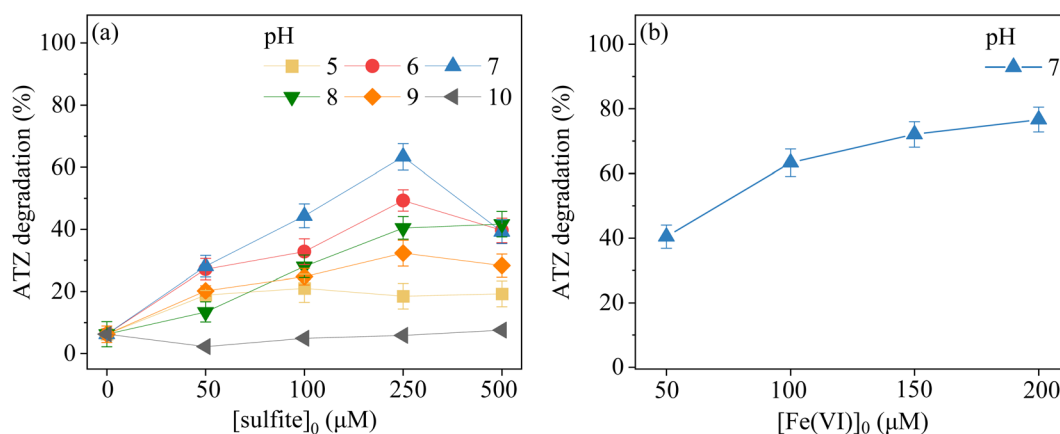 (a)
pH
5 6 7
8 9 10
ATZ degradation (%)
100
80
60
40
20
0
0 50 100 250 500
[sulfite]₀ (μM)
(b)
pH
7
ATZ degradation (%)
100
80
60
40
20
0
50 100 150 200
[Fe(VI)]₀ (μM)